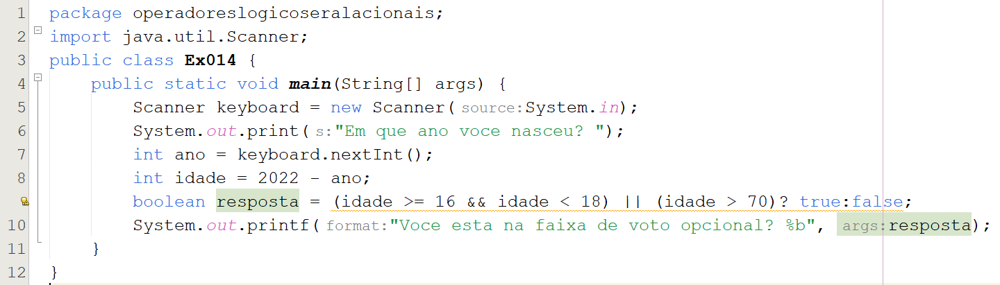 1 package operadoreslogicoseralacionais;
2 import java.util.Scanner;
3 public class Ex014 {
4 public static void main(String[] args) {
5 Scanner keyboard = new Scanner( source:System.in);
6 System.out.print( s:"Em que ano voce nasceu? ");
7 int ano = keyboard.nextInt();
8 int idade = 2022 - ano;
boolean resposta = (idade >= 16 && idade < 18) || (idade > 70)? true:false;
10 System.out.printf( format:"Voce esta na faixa de voto opcional? %b", args:resposta);
11 }
12 }